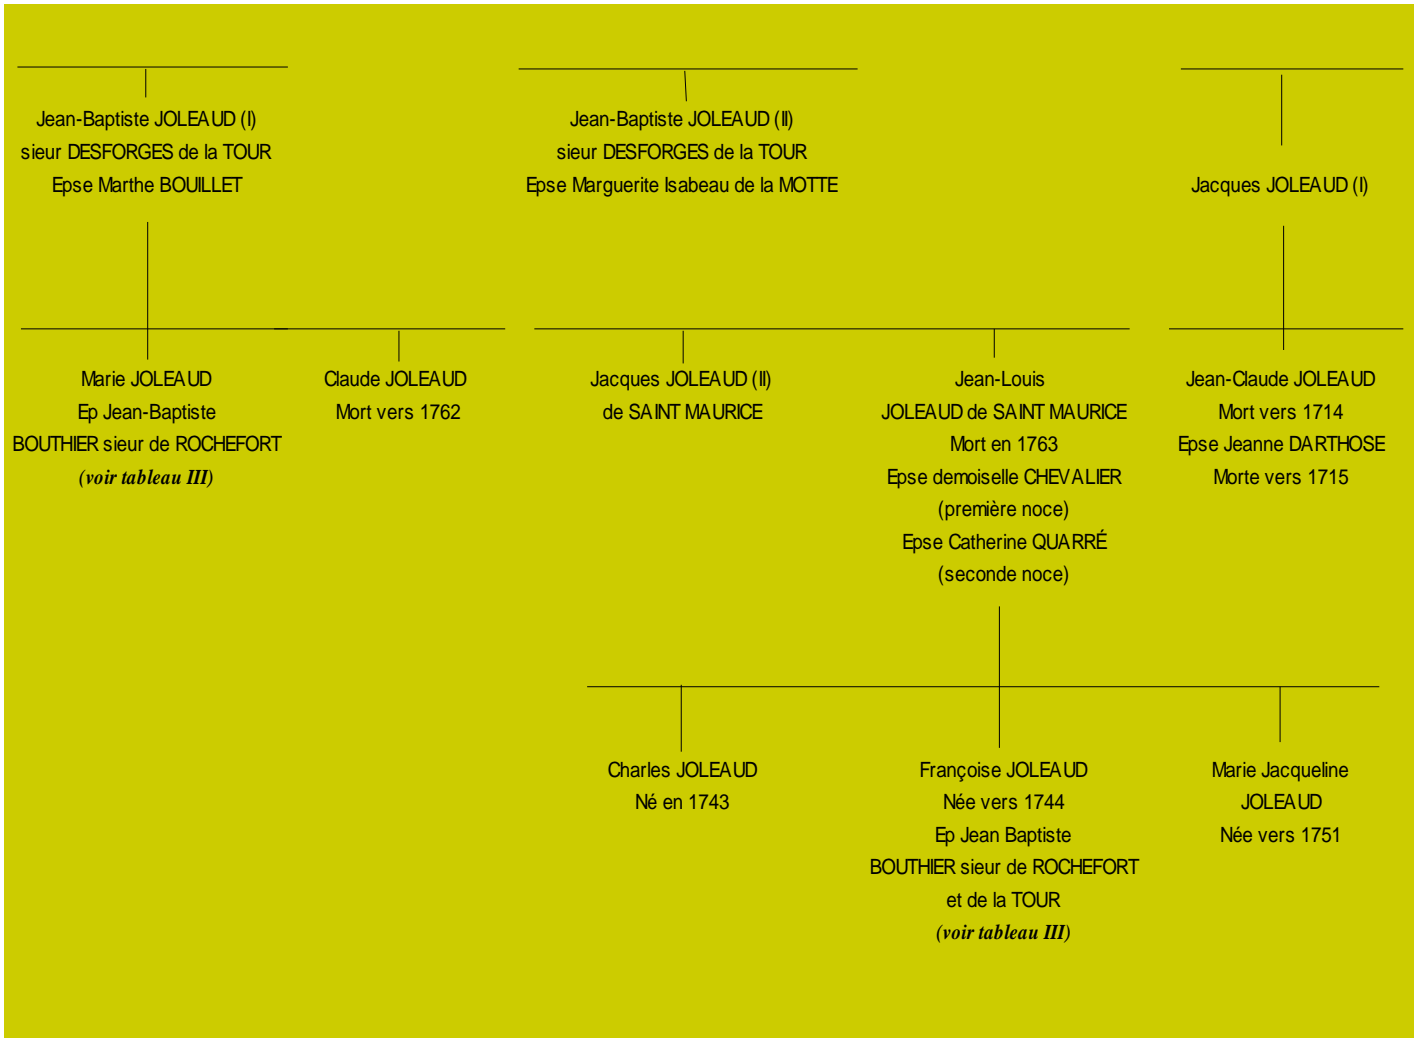 Jean-Baptiste JOLEAUD (I)
sieur DESFORGES de la TOUR
Epse Marthe BOUILLET
Jean-Baptiste JOLEAUD (II)
sieur DESFORGES de la TOUR
Epse Marguerite Isabeau de la MOTTE
Jacques JOLEAUD (I)
Marie JOLEAUD
Ep Jean-Baptiste
BOUTHIER sieur de ROCHEFORT
(voir tableau III)
Claude JOLEAUD
Mort vers 1762
Jacques JOLEAUD (II)
de SAINT MAURICE
Jean-Louis
JOLEAUD de SAINT MAURICE
Mort en 1763
Epse demoiselle CHEVALIER
(première noce)
Epse Catherine QUARRÉ
(seconde noce)
Jean-Claude JOLEAUD
Mort vers 1714
Epse Jeanne DARTHOSE
Morte vers 1715
Charles JOLEAUD
Né en 1743
Françoise JOLEAUD
Née vers 1744
Ep Jean Baptiste
BOUTHIER sieur de ROCHEFORT
et de la TOUR
(voir tableau III)
Marie Jacqueline
JOLEAUD
Née vers 1751